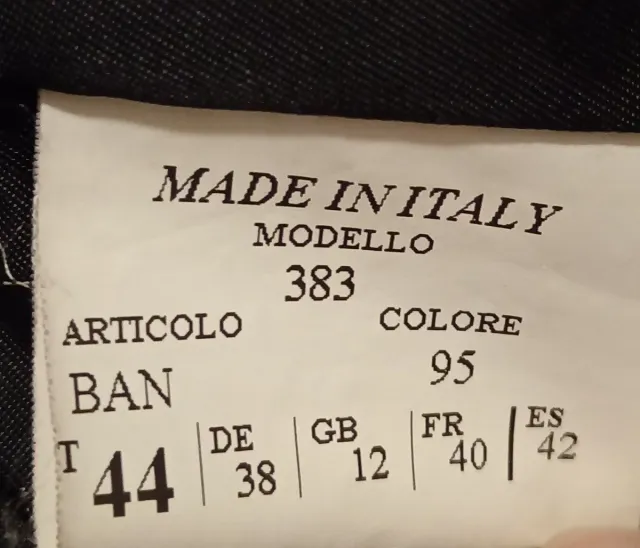 MADE IN ITALY
MODELLO
383
ARTICOLO COLORE
BAN 95
T 44 DE 38 GB 12 FR 40 ES 42